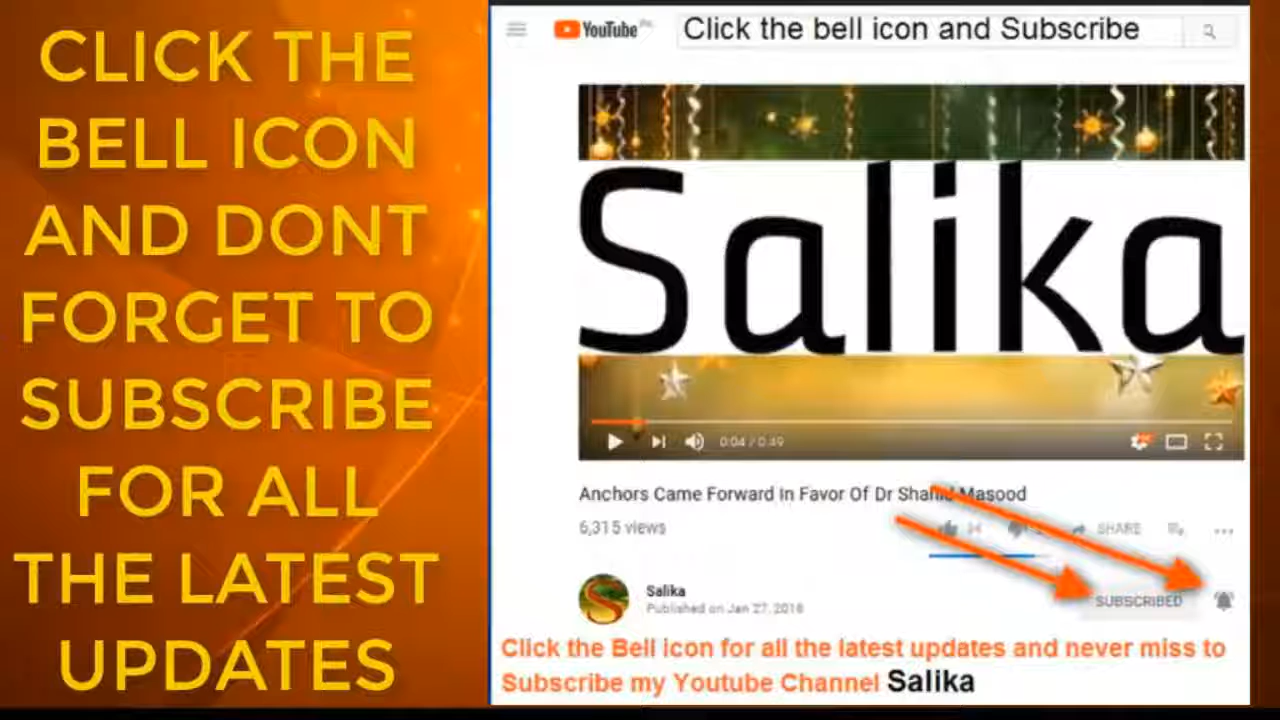 CLICK THE
BELL ICON
AND DONT
FORGET TO
SUBSCRIBE
FOR ALL
THE LATEST
UPDATES
YouTube
Click the bell icon and Subscribe
Salika
0:04 / 0:49
Anchors Came Forward In Favor Of Dr Shahid Masood
6,315 views
34
SHARE
Salika
Published on Jan 27, 2018
SUBSCRIBED
Click the Bell icon for all the latest updates and never miss to
Subscribe my Youtube Channel Salika